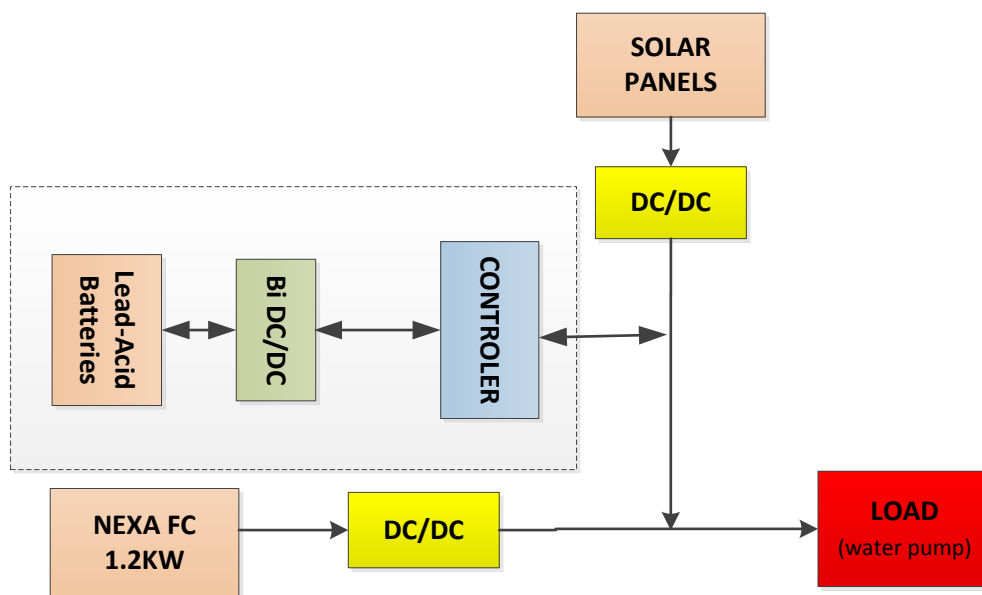 SOLAR
PANELS
DC/DC
Lead-Acid
Batteries
Bi DC/DC
CONTROLER
NEXA FC
1.2KW
DC/DC
LOAD
(water pump)